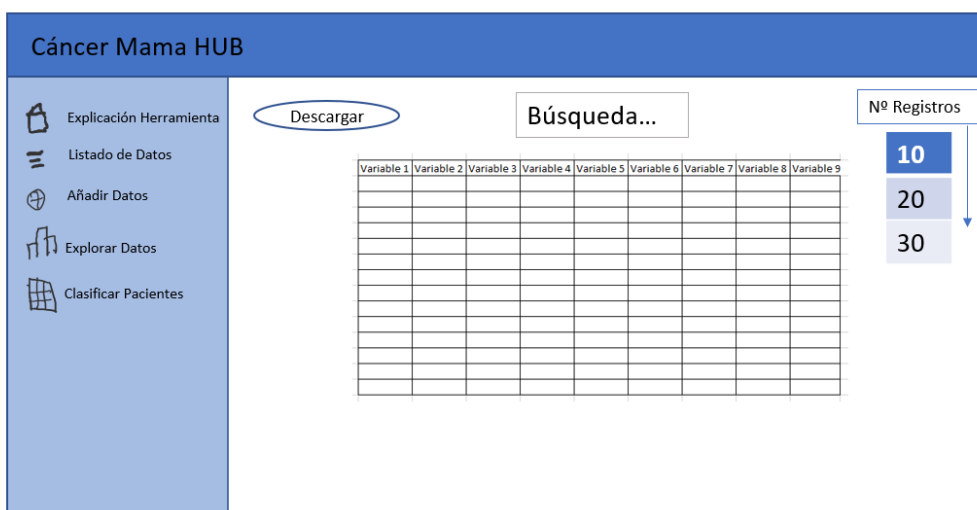 Cáncer Mama HUB
Explicación Herramienta
Listado de Datos
Añadir Datos
Explorar Datos
Clasificar Pacientes
Descargar
Búsqueda...
Nº Registros
10
20
30
Variable 1 Variable 2 Variable 3 Variable 4 Variable 5 Variable 6 Variable 7 Variable 8 Variable 9